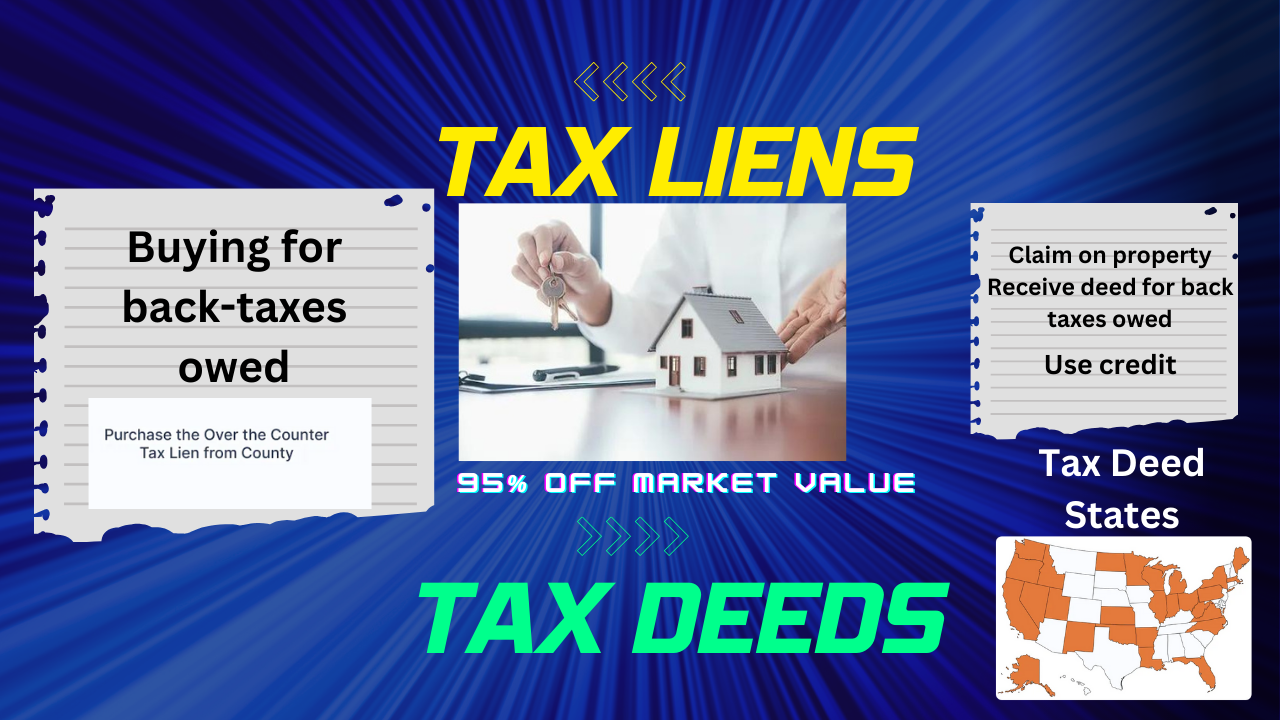 TAX LIENS
Buying for
back-taxes
owed
Purchase the Over the Counter
Tax Lien from County
95% OFF MARKET VALUE
TAX DEEDS
Claim on property
Receive deed for back
taxes owed
Use credit
Tax Deed
States